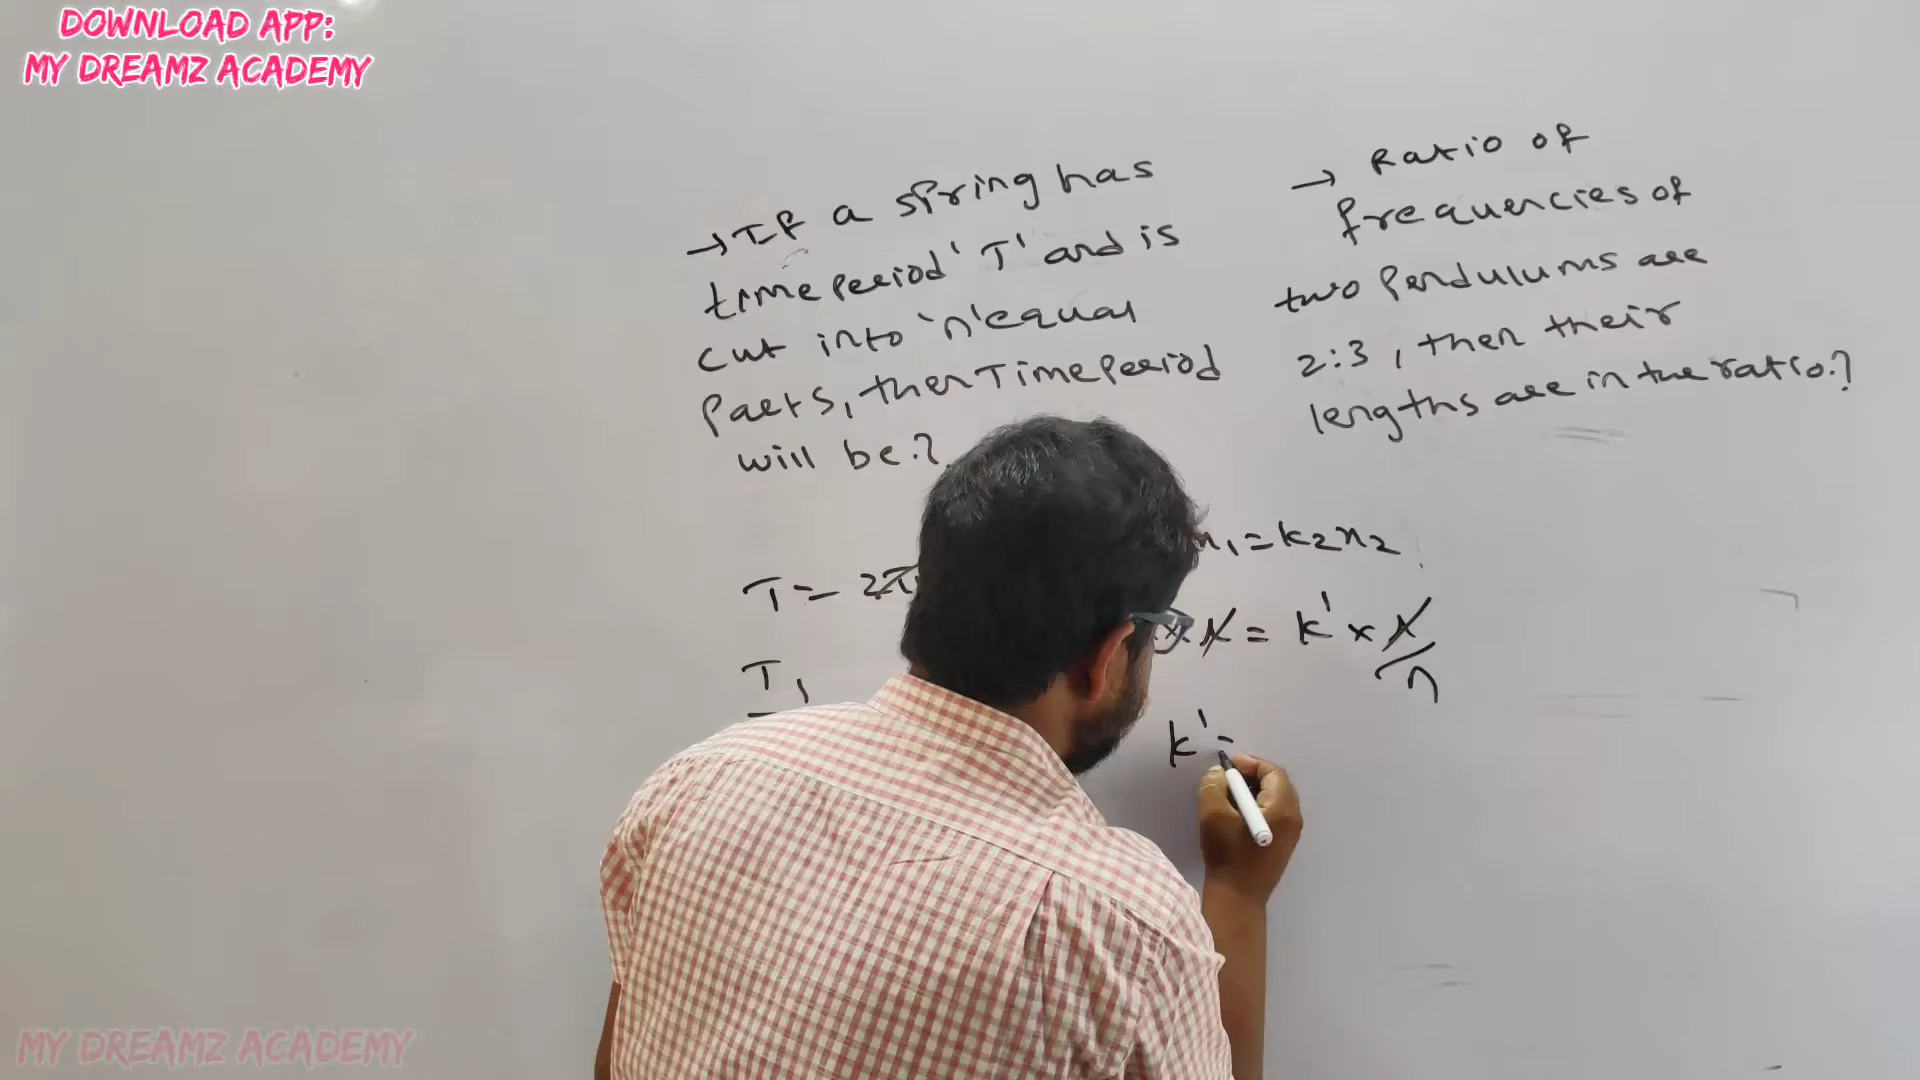 DOWNLOAD APP:
MY DREAMZ ACADEMY
→ If a spring has
time period 'T' and is
cut into 'n' equal
parts, then Time period
will be?
→ Ratio of
frequencies of
two Pendulums are
2:3, then their
lengths are in the ratio?
x₁ = k₂x₂
T = 2π
x x = k' × x/n
T₁
k' =
MY DREAMZ ACADEMY